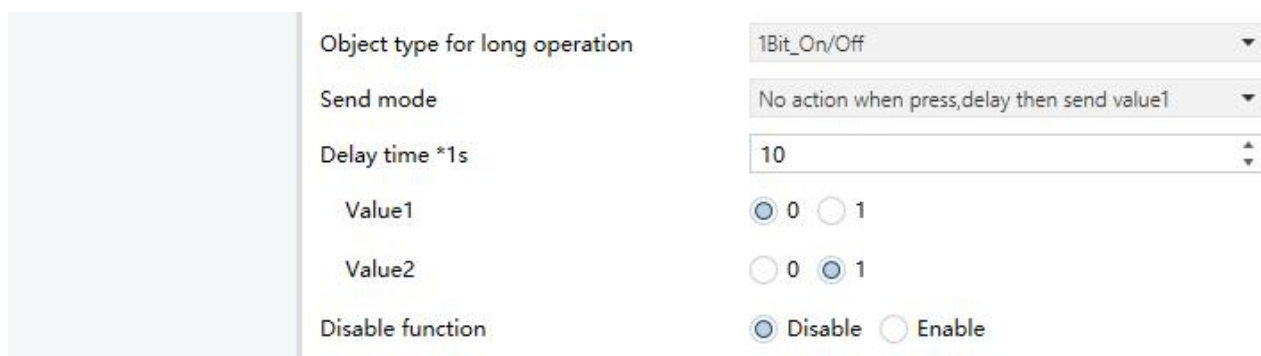 Object type for long operation 1Bit_On/Off
Send mode No action when press,delay then send value1
Delay time *1s 10
Value1 0 1
Value2 0 1
Disable function Disable Enable